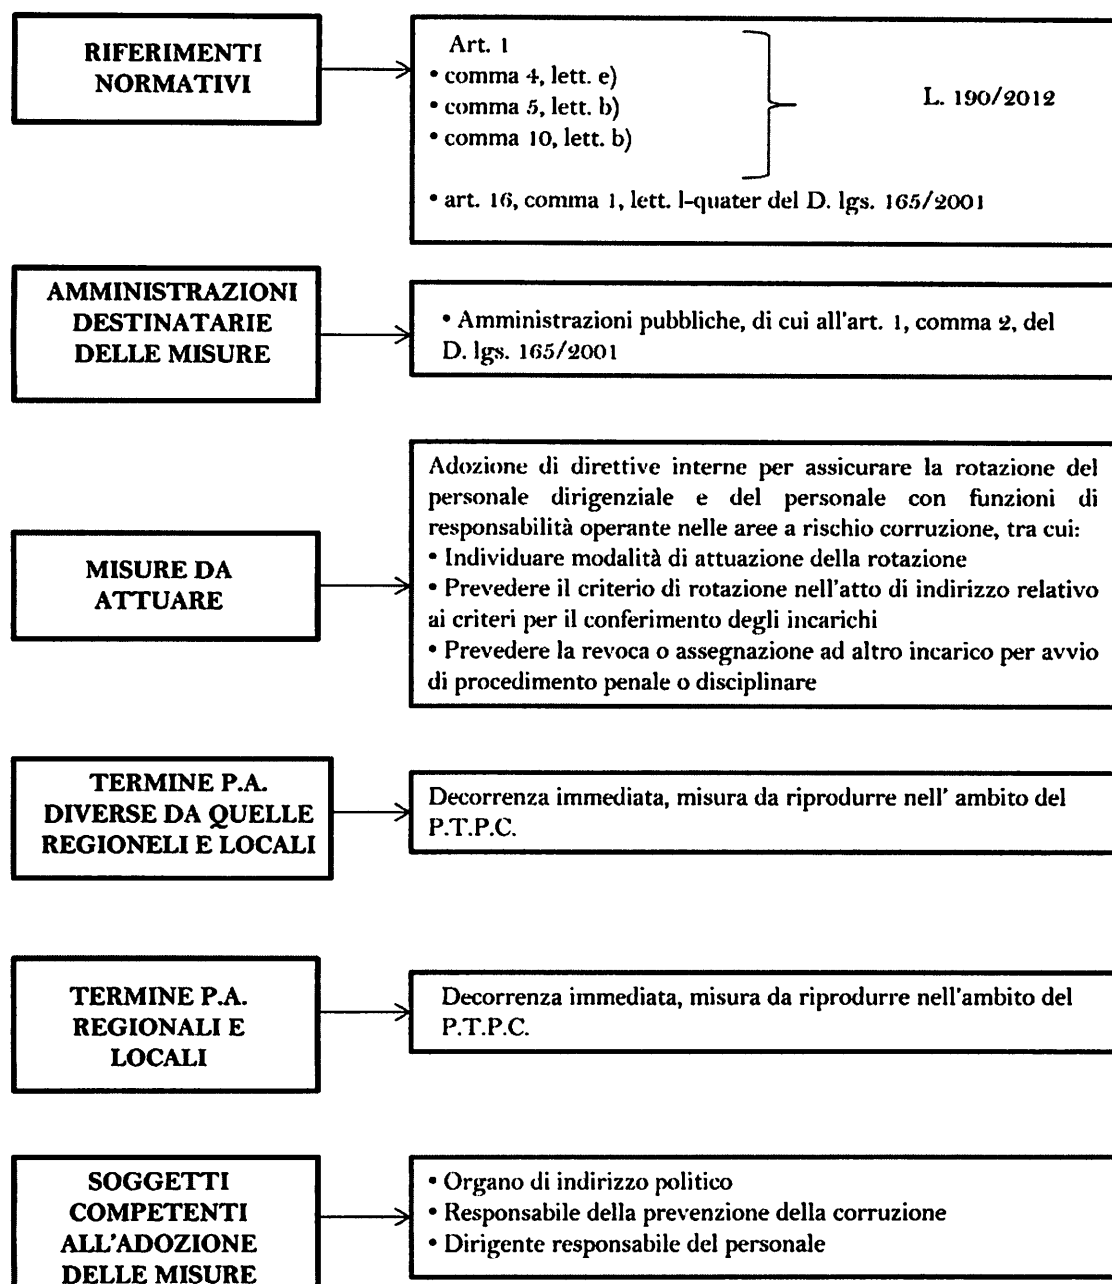 RIFERIMENTI
NORMATIVI
Art. 1
• comma 4, lett. e)
• comma 5, lett. b)
• comma 10, lett. b)
L. 190/2012
• art. 16, comma 1, lett. l-quater del D. lgs. 165/2001
AMMINISTRAZIONI
DESTINATARIE
DELLE MISURE
• Amministrazioni pubbliche, di cui all'art. 1, comma 2, del
D. lgs. 165/2001
MISURE DA
ATTUARE
Adozione di direttive interne per assicurare la rotazione del
personale dirigenziale e del personale con funzioni di
responsabilità operante nelle aree a rischio corruzione, tra cui:
• Individuare modalità di attuazione della rotazione
• Prevedere il criterio di rotazione nell'atto di indirizzo relativo
ai criteri per il conferimento degli incarichi
• Prevedere la revoca o assegnazione ad altro incarico per avvio
di procedimento penale o disciplinare
TERMINE P.A.
DIVERSE DA QUELLE
REGIONELI E LOCALI
Decorrenza immediata, misura da riprodurre nell' ambito del
P.T.P.C.
TERMINE P.A.
REGIONALI E
LOCALI
Decorrenza immediata, misura da riprodurre nell'ambito del
P.T.P.C.
SOGGETTI
COMPETENTI
ALL'ADOZIONE
DELLE MISURE
• Organo di indirizzo politico
• Responsabile della prevenzione della corruzione
• Dirigente responsabile del personale